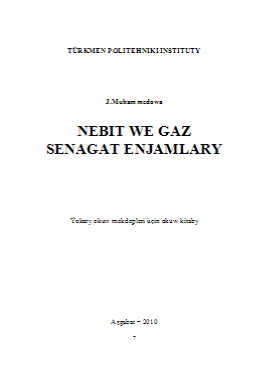 TÜRKMEN POLITEHNIKI INSTITUTY
J.Muhammedowa
NEBIT WE GAZ
SENAGAT ENJAMLARY
Ýokary okuw mekdepleri üçin okuw kitaby
Aşgabat – 2010
7